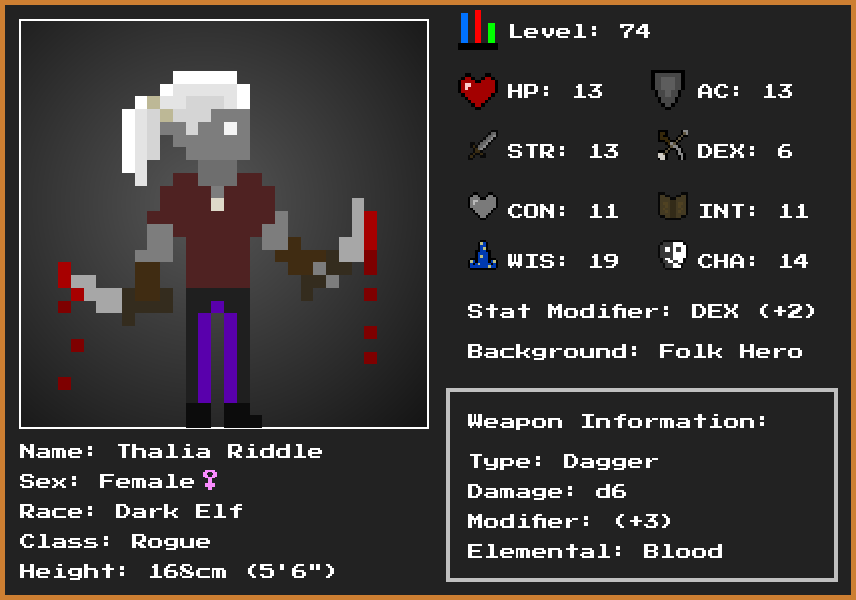 Level: 74
HP: 13
AC: 13
STR: 13
DEX: 6
CON: 11
INT: 11
WIS: 19
CHA: 14
Stat Modifier: DEX (+2)
Background: Folk Hero
Weapon Information:
Type: Dagger
Damage: d6
Modifier: (+3)
Elemental: Blood
Name: Thalia Riddle
Sex: Female♀
Race: Dark Elf
Class: Rogue
Height: 168cm (5'6")